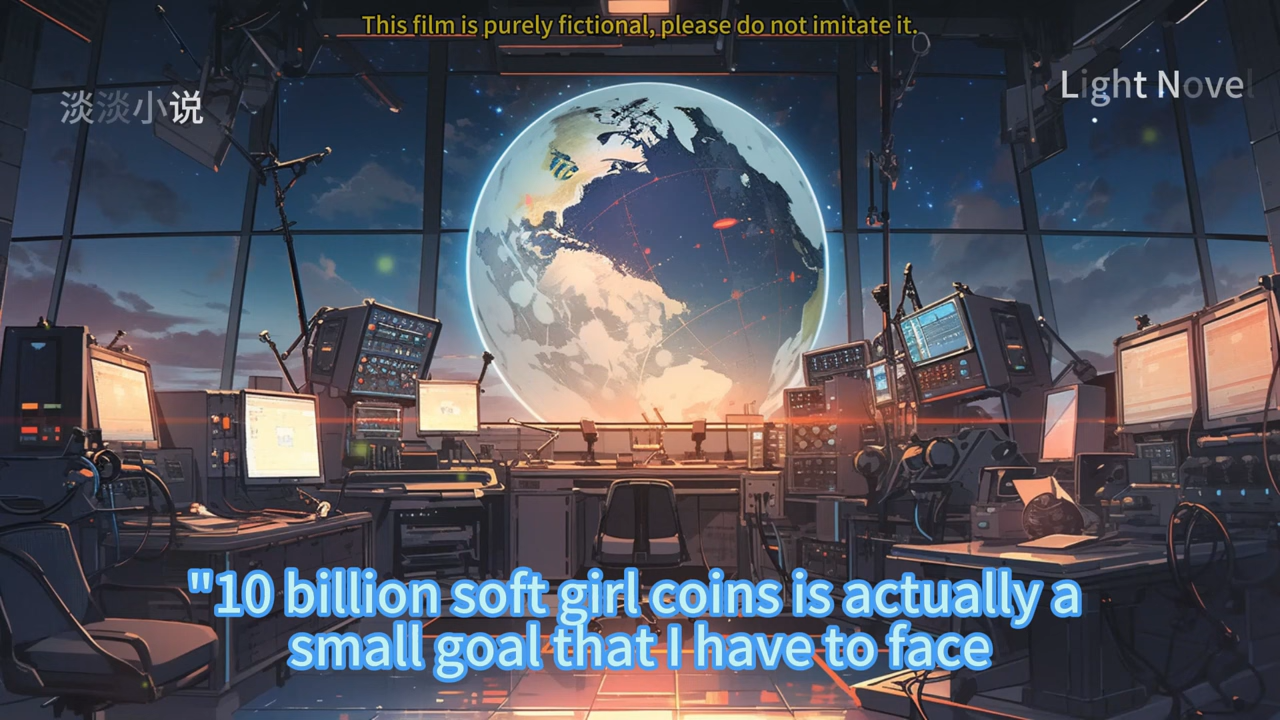 This film is purely fictional, please do not imitate it.
淡淡小说
Light Novel
"10 billion soft girl coins is actually a
small goal that I have to face